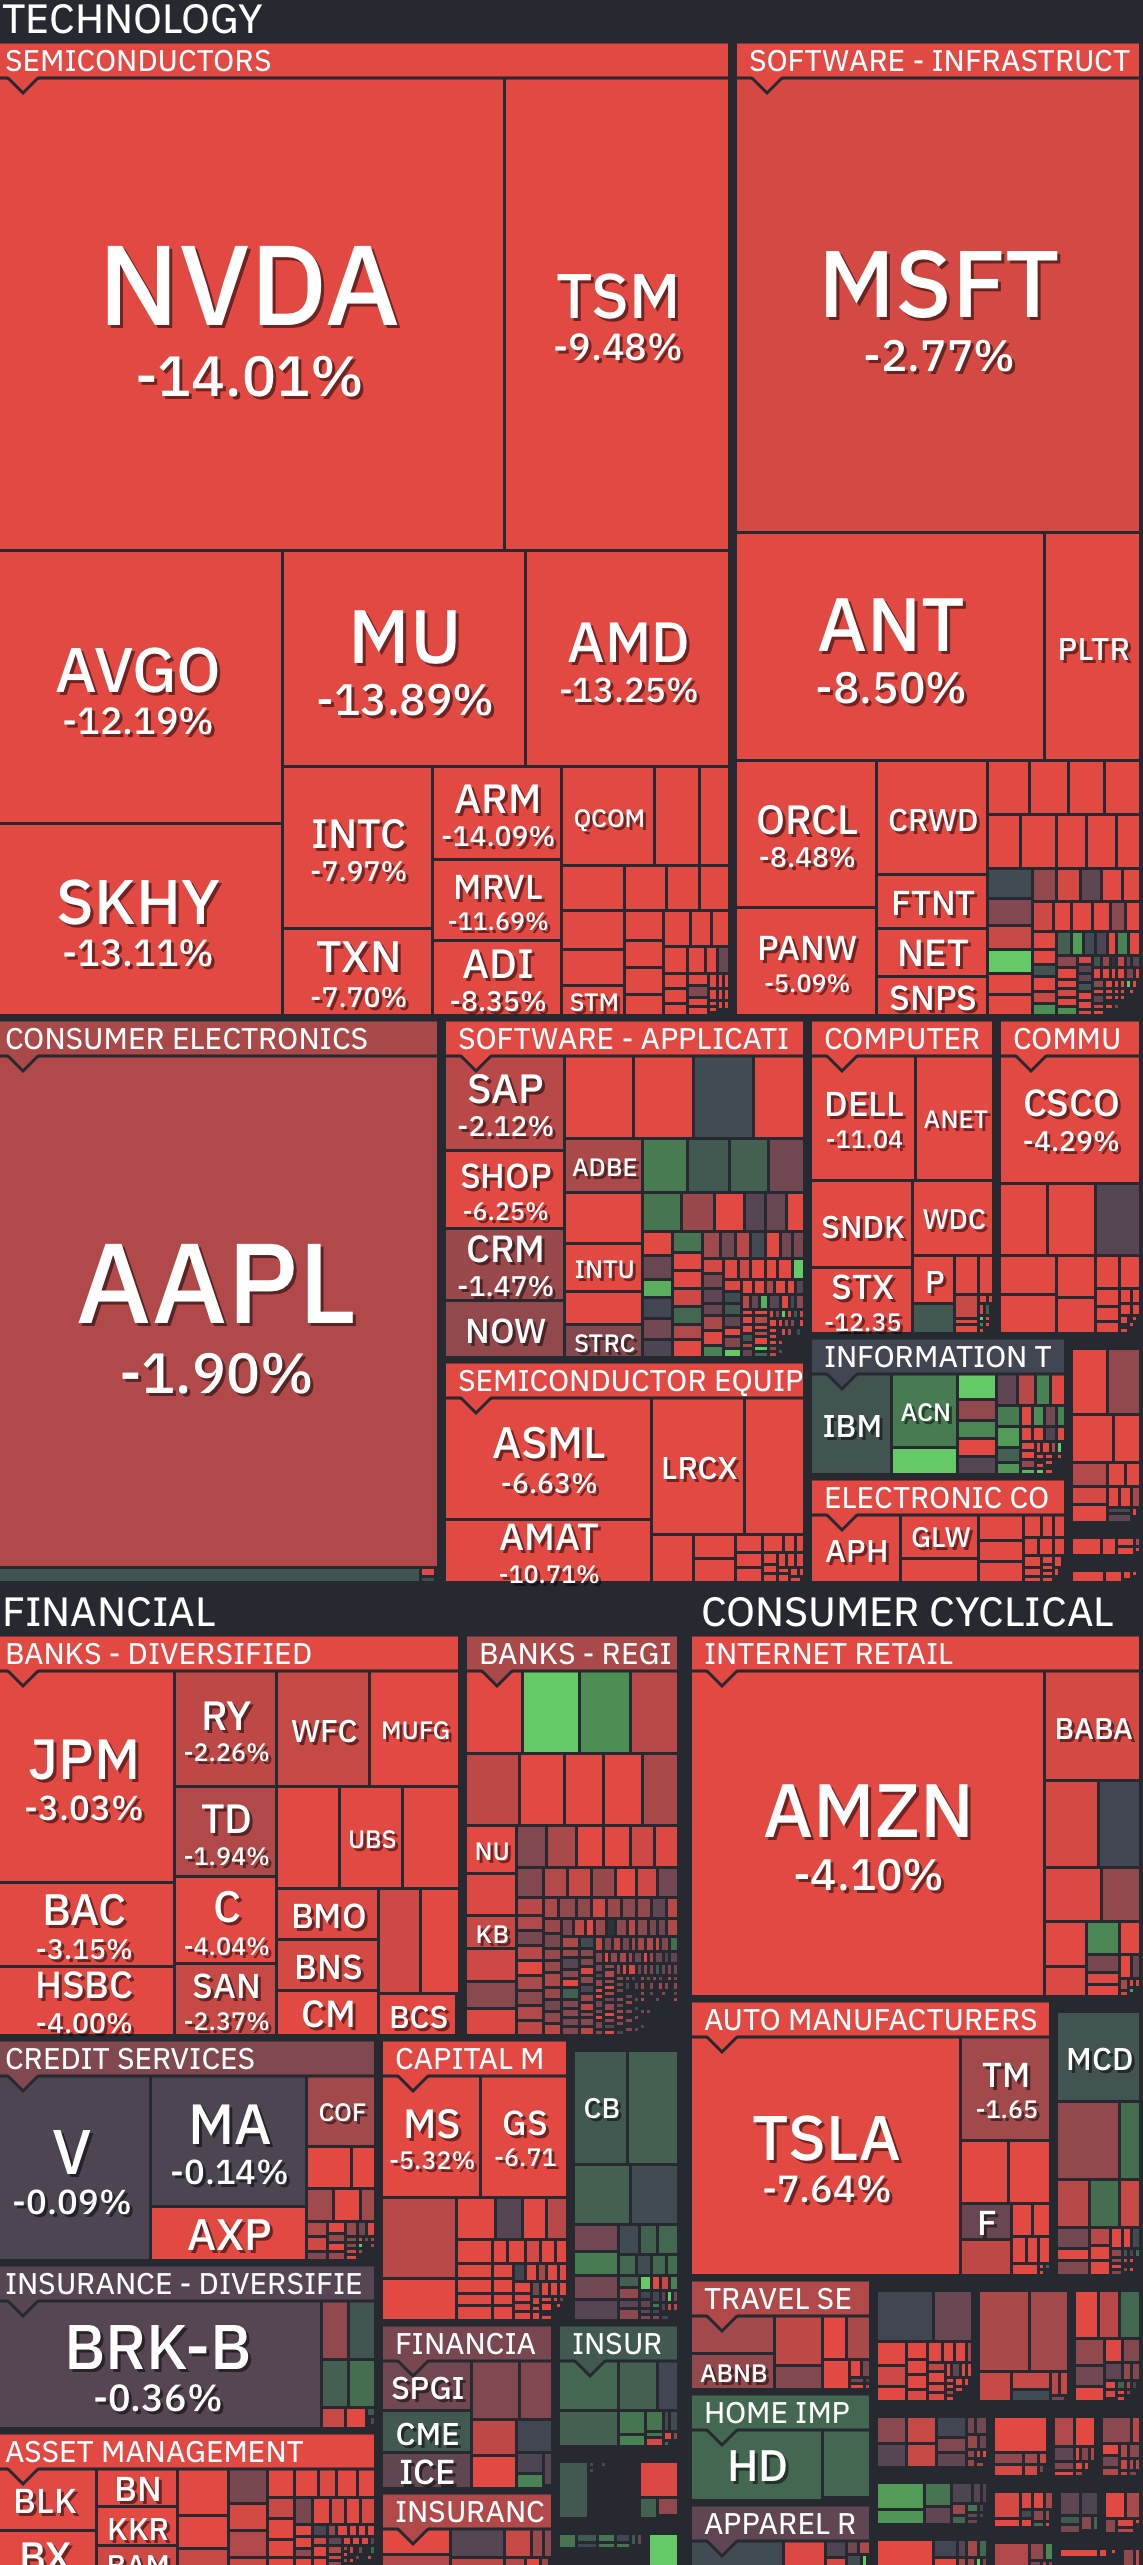 TECHNOLOGY
SEMICONDUCTORS
NVDA
-14.01%
TSM
-9.48%
AVGO
-12.19%
MU
-13.89%
AMD
-13.25%
SKHY
-13.11%
INTC
-7.97%
TXN
-7.70%
ARM
-14.09%
MRVL
-11.69%
ADI
-8.35%
QCOM
STM
SOFTWARE - INFRASTRUCT
MSFT
-2.77%
ANT
-8.50%
PLTR
ORCL
-8.48%
PANW
-5.09%
CRWD
FTNT
NET
SNPS
CONSUMER ELECTRONICS
AAPL
-1.90%
SOFTWARE - APPLICATI
SAP
-2.12%
SHOP
-6.25%
CRM
-1.47%
NOW
ADBE
INTU
STRC
SEMICONDUCTOR EQUIP
ASML
-6.63%
AMAT
-10.71%
LRCX
COMPUTER
DELL
-11.04
ANET
SNDK
WDC
STX
-12.35
P
COMMU
CSCO
-4.29%
INFORMATION T
IBM
ACN
ELECTRONIC CO
APH
GLW
FINANCIAL
BANKS - DIVERSIFIED
JPM
-3.03%
BAC
-3.15%
HSBC
-4.00%
RY
-2.26%
TD
-1.94%
C
-4.04%
SAN
-2.37%
WFC
MUFG
UBS
BMO
BNS
CM
BCS
BANKS - REGI
NU
KB
CREDIT SERVICES
V
-0.09%
MA
-0.14%
AXP
COF
CAPITAL M
MS
-5.32%
GS
-6.71
CB
INSURANCE - DIVERSIFIE
BRK-B
-0.36%
FINANCIA
SPGI
CME
ICE
INSUR
ASSET MANAGEMENT
BLK
BX
BN
KKR
BAM
INSURANC
CONSUMER CYCLICAL
INTERNET RETAIL
AMZN
-4.10%
BABA
AUTO MANUFACTURERS
TSLA
-7.64%
TM
-1.65
F
MCD
TRAVEL SE
ABNB
HOME IMP
HD
APPAREL R